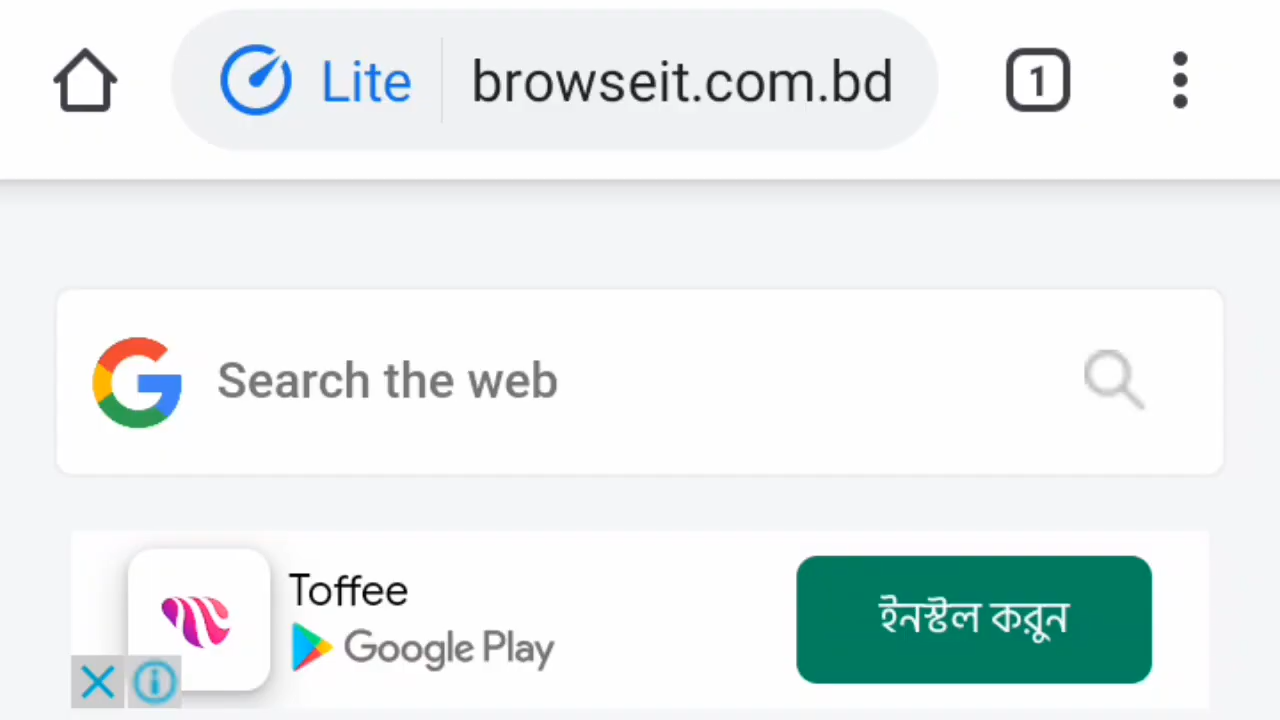 Lite browseit.com.bd 1
Search the web
Toffee
Google Play
ইনস্টল করুন